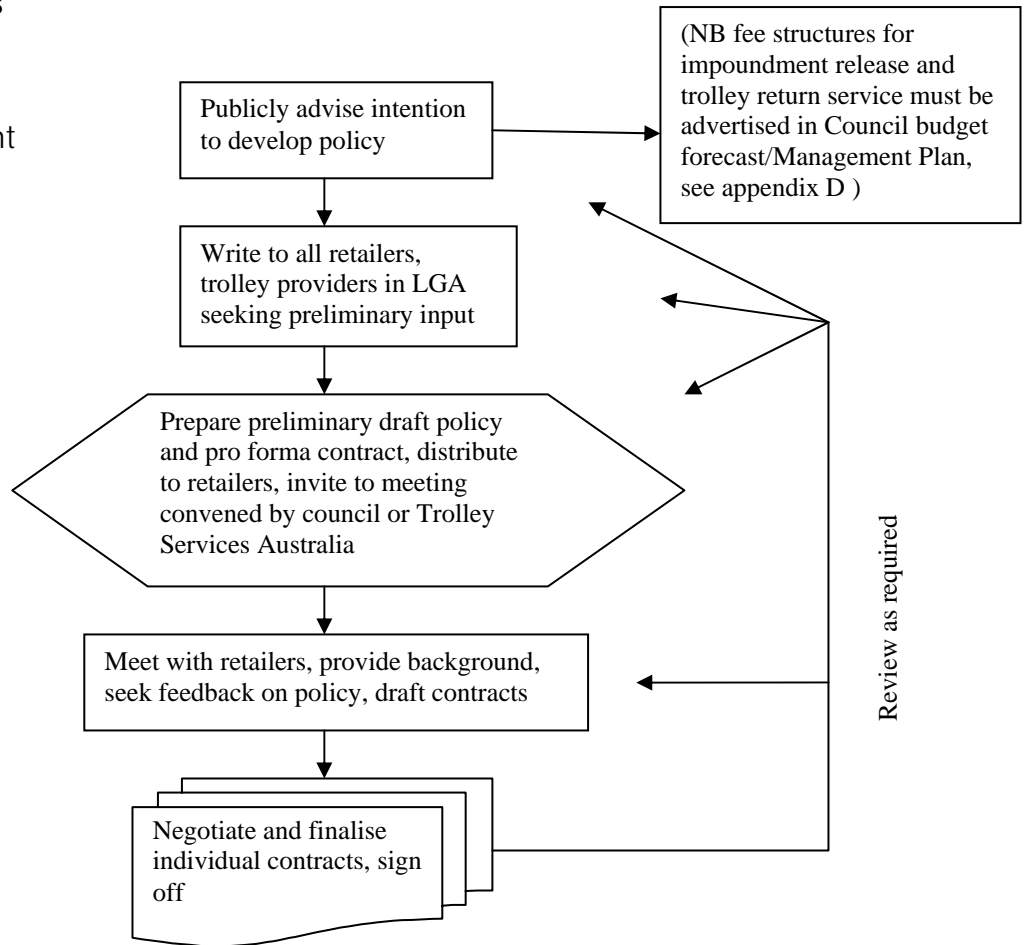 s
nt
(NB fee structures for
impoundment release and
trolley return service must be
advertised in Council budget
forecast/Management Plan,
see appendix D )
Publicly advise intention
to develop policy
Write to all retailers,
trolley providers in LGA
seeking preliminary input
Prepare preliminary draft policy
and pro forma contract, distribute
to retailers, invite to meeting
convened by council or Trolley
Services Australia
Meet with retailers, provide background,
seek feedback on policy, draft contracts
Negotiate and finalise
individual contracts, sign
off
Review as required